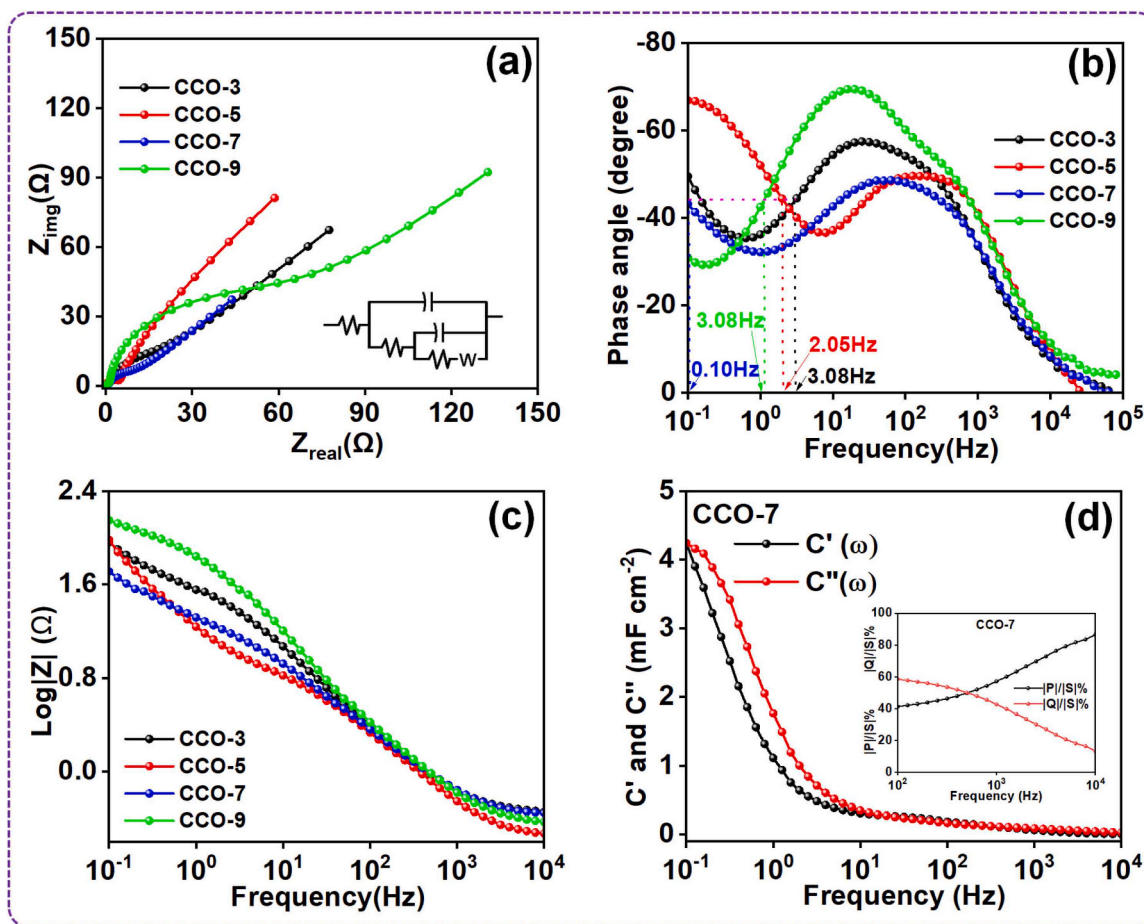 (a)
150
120
90
60
30
0
Z_img(Ω)
CCO-3
CCO-5
CCO-7
CCO-9
W
0 30 60 90 120 150
Z_real(Ω)
(b)
-80
-60
-40
-20
0
Phase angle (degree)
CCO-3
CCO-5
CCO-7
CCO-9
3.08Hz
2.05Hz
0.10Hz
3.08Hz
10^-1 10^0 10^1 10^2 10^3 10^4 10^5
Frequency(Hz)
(c)
2.4
1.6
0.8
0.0
Log|Z| (Ω)
CCO-3
CCO-5
CCO-7
CCO-9
10^-1 10^0 10^1 10^2 10^3 10^4
Frequency(Hz)
(d)
CCO-7
C' (ω)
C"(ω)
5
4
3
2
1
0
C' and C" (mF cm^-2)
100
80
60
40
20
0
|Q|/|S|%
|P|/|S|%
CCO-7
|P|/|S|%
|Q|/|S|%
10^2 10^3 10^4
Frequency (Hz)
10^-1 10^0 10^1 10^2 10^3 10^4
Frequency (Hz)